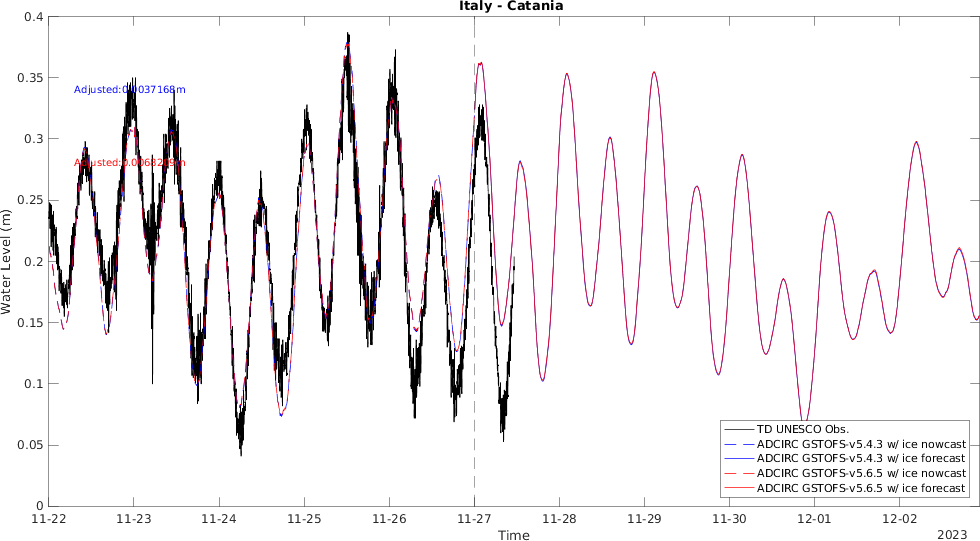 Italy - Catania
0.4
0.35
0.3
0.25
0.2
0.15
0.1
0.05
0
Water Level (m)
Adjusted:0.0037168m
TD UNESCO Obs.
ADCIRC GSTOFS-v5.4.3 w/ ice nowcast
ADCIRC GSTOFS-v5.4.3 w/ ice forecast
ADCIRC GSTOFS-v5.6.5 w/ ice nowcast
ADCIRC GSTOFS-v5.6.5 w/ ice forecast
11-22 11-23 11-24 11-25 11-26 11-27 11-28 11-29 11-30 12-01 12-02
Time
2023